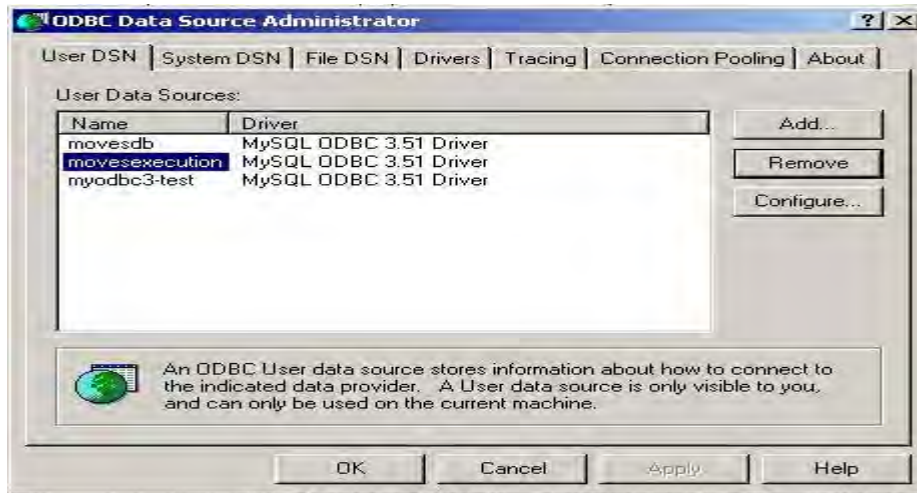 ODBC Data Source Administrator
User DSN System DSN File DSN Drivers Tracing Connection Pooling About
User Data Sources:
Name Driver
movesdb MySQL ODBC 3.51 Driver
movesexecution MySQL ODBC 3.51 Driver
myodbc3-test MySQL ODBC 3.51 Driver
Add...
Remove
Configure...
An ODBC User data source stores information about how to connect to
the indicated data provider. A User data source is only visible to you,
and can only be used on the current machine.
OK Cancel Apply Help